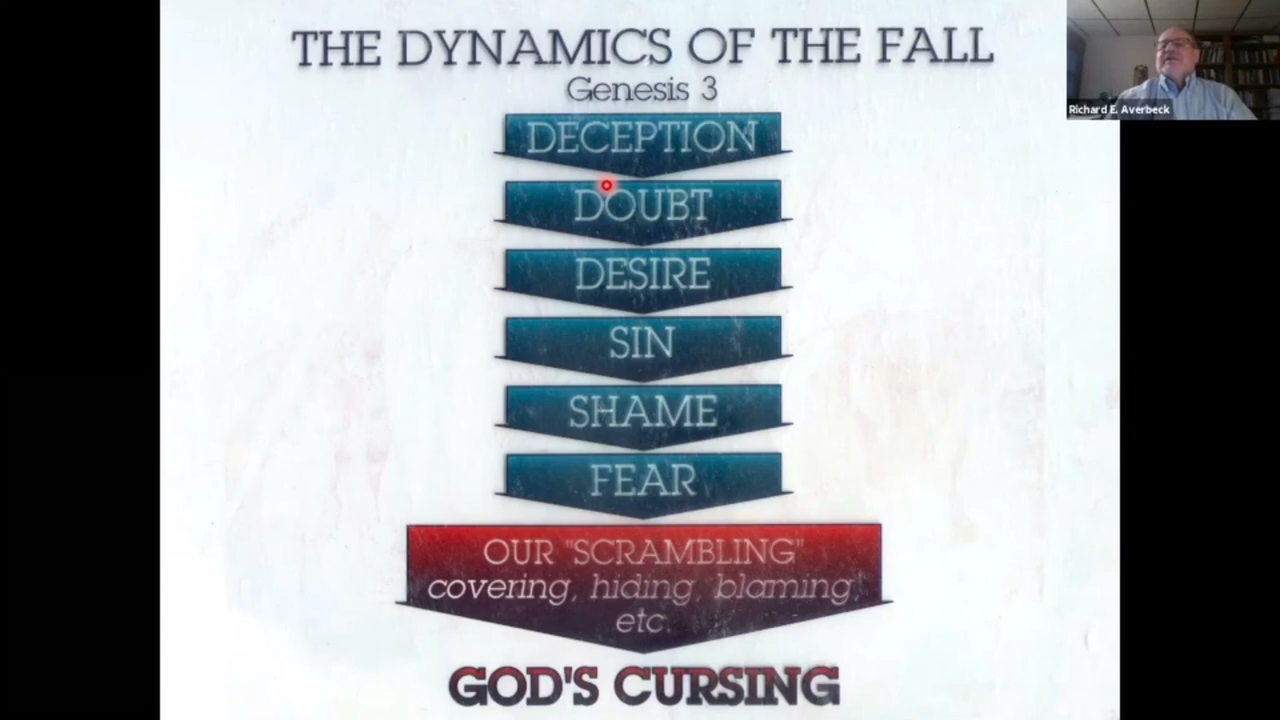 THE DYNAMICS OF THE FALL
Genesis 3
DECEPTION
DOUBT
DESIRE
SIN
SHAME
FEAR
OUR "SCRAMBLING"
covering, hiding, blaming,
etc.
GOD'S CURSING
Richard E. Averbeck